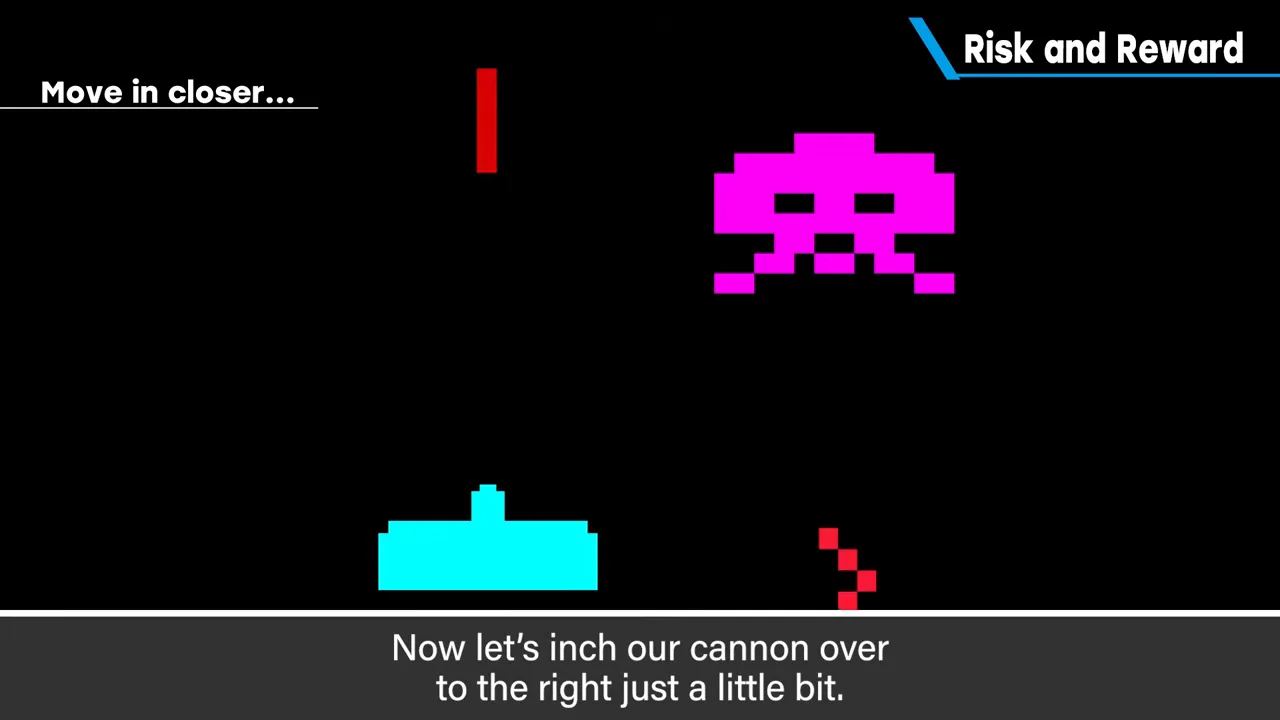 Risk and Reward
Move in closer...
Now let's inch our cannon over
to the right just a little bit.